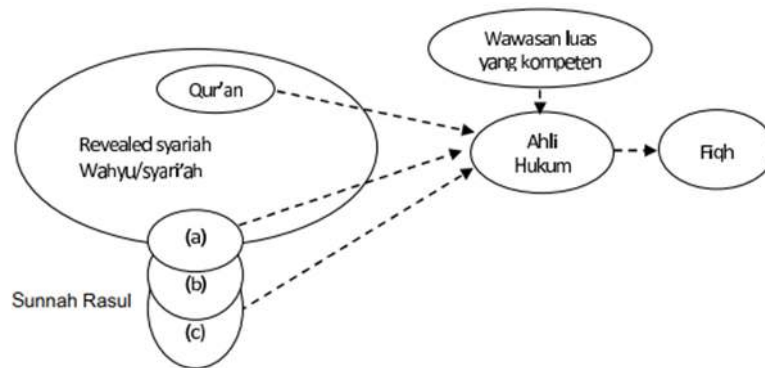 Wawasan luas
yang kompeten
Qur'an
Revealed syariah
Wahyu/syari'ah
Ahli
Hukum
Fiqh
(a)
(b)
(c)
Sunnah Rasul